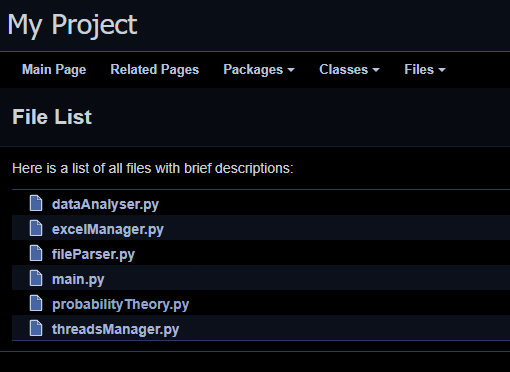 My Project
Main Page Related Pages Packages Classes Files
File List
Here is a list of all files with brief descriptions:
dataAnalyser.py
excelManager.py
fileParser.py
main.py
probabilityTheory.py
threadsManager.py